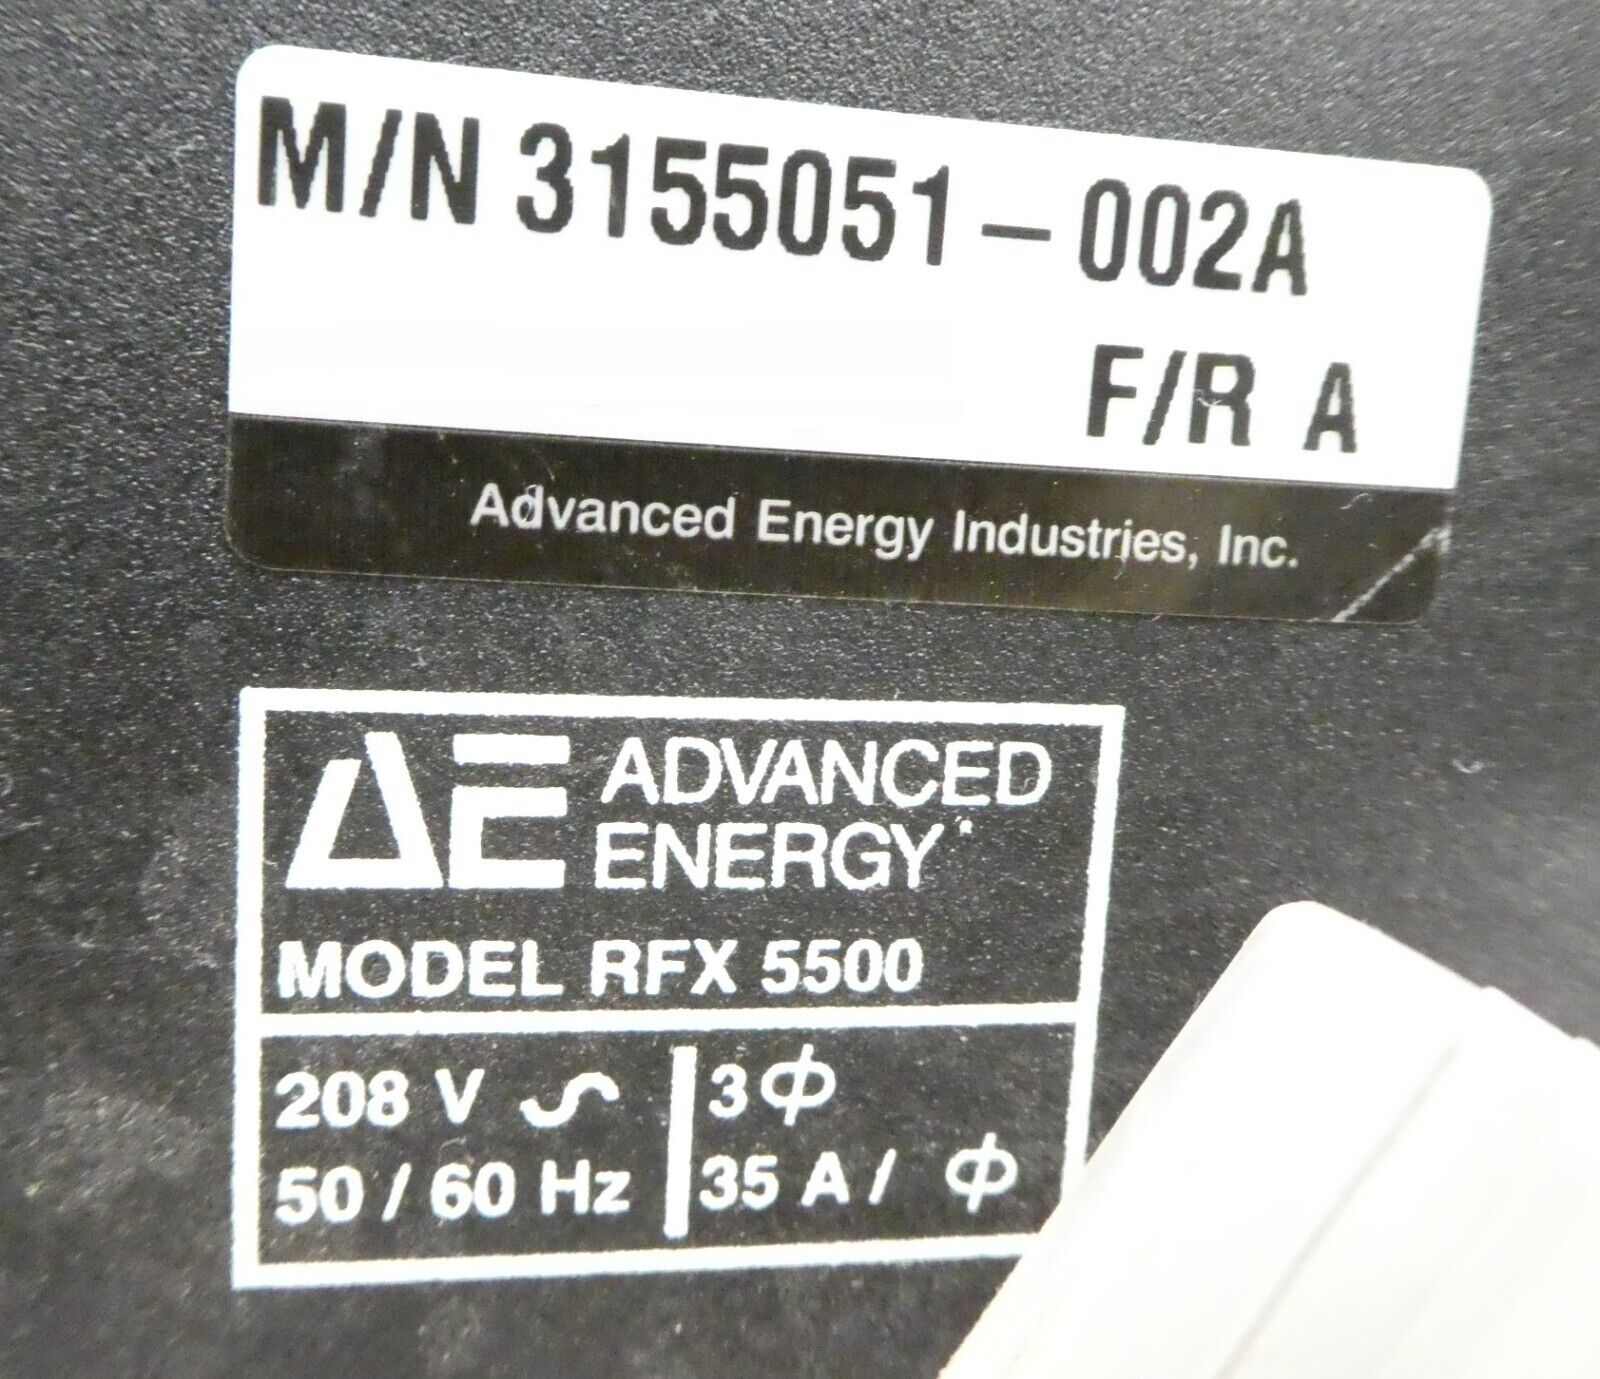 M/N 3155051-002A
F/R A
Advanced Energy Industries, Inc.
AE ADVANCED
ENERGY
MODEL RFX 5500
208 V ∿ | 3ϕ
50 / 60 Hz | 35 A / ϕ